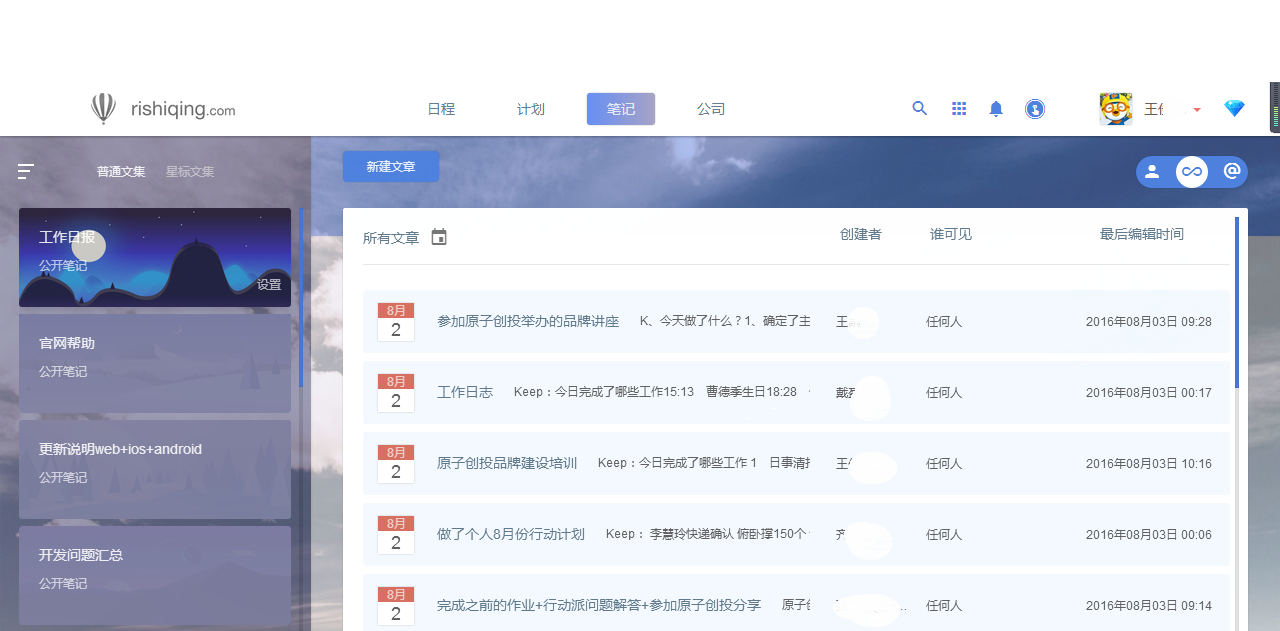 rishiqing.com
日程 计划 笔记 公司
王
普通文集 星标文集
新建文章
工作日报
公开笔记
设置
官网帮助
公开笔记
更新说明web+ios+android
公开笔记
开发问题汇总
公开笔记
所有文章 创建者 谁可见 最后编辑时间
8月
2
参加原子创投举办的品牌讲座 K、今天做了什么？1、确定了主 王 任何人 2016年08月03日 09:28
8月
2
工作日志 Keep：今日完成了哪些工作15:13 曹德季生日18:28 戴 任何人 2016年08月03日 00:17
8月
2
原子创投品牌建设培训 Keep：今日完成了哪些工作 1 日事清 王 任何人 2016年08月03日 10:16
8月
2
做了个人8月份行动计划 Keep： 李慧玲快递确认 俯卧撑150个 齐 任何人 2016年08月03日 00:06
8月
2
完成之前的作业+行动派问题解答+参加原子创投分享 原子 .. 任何人 2016年08月03日 09:14